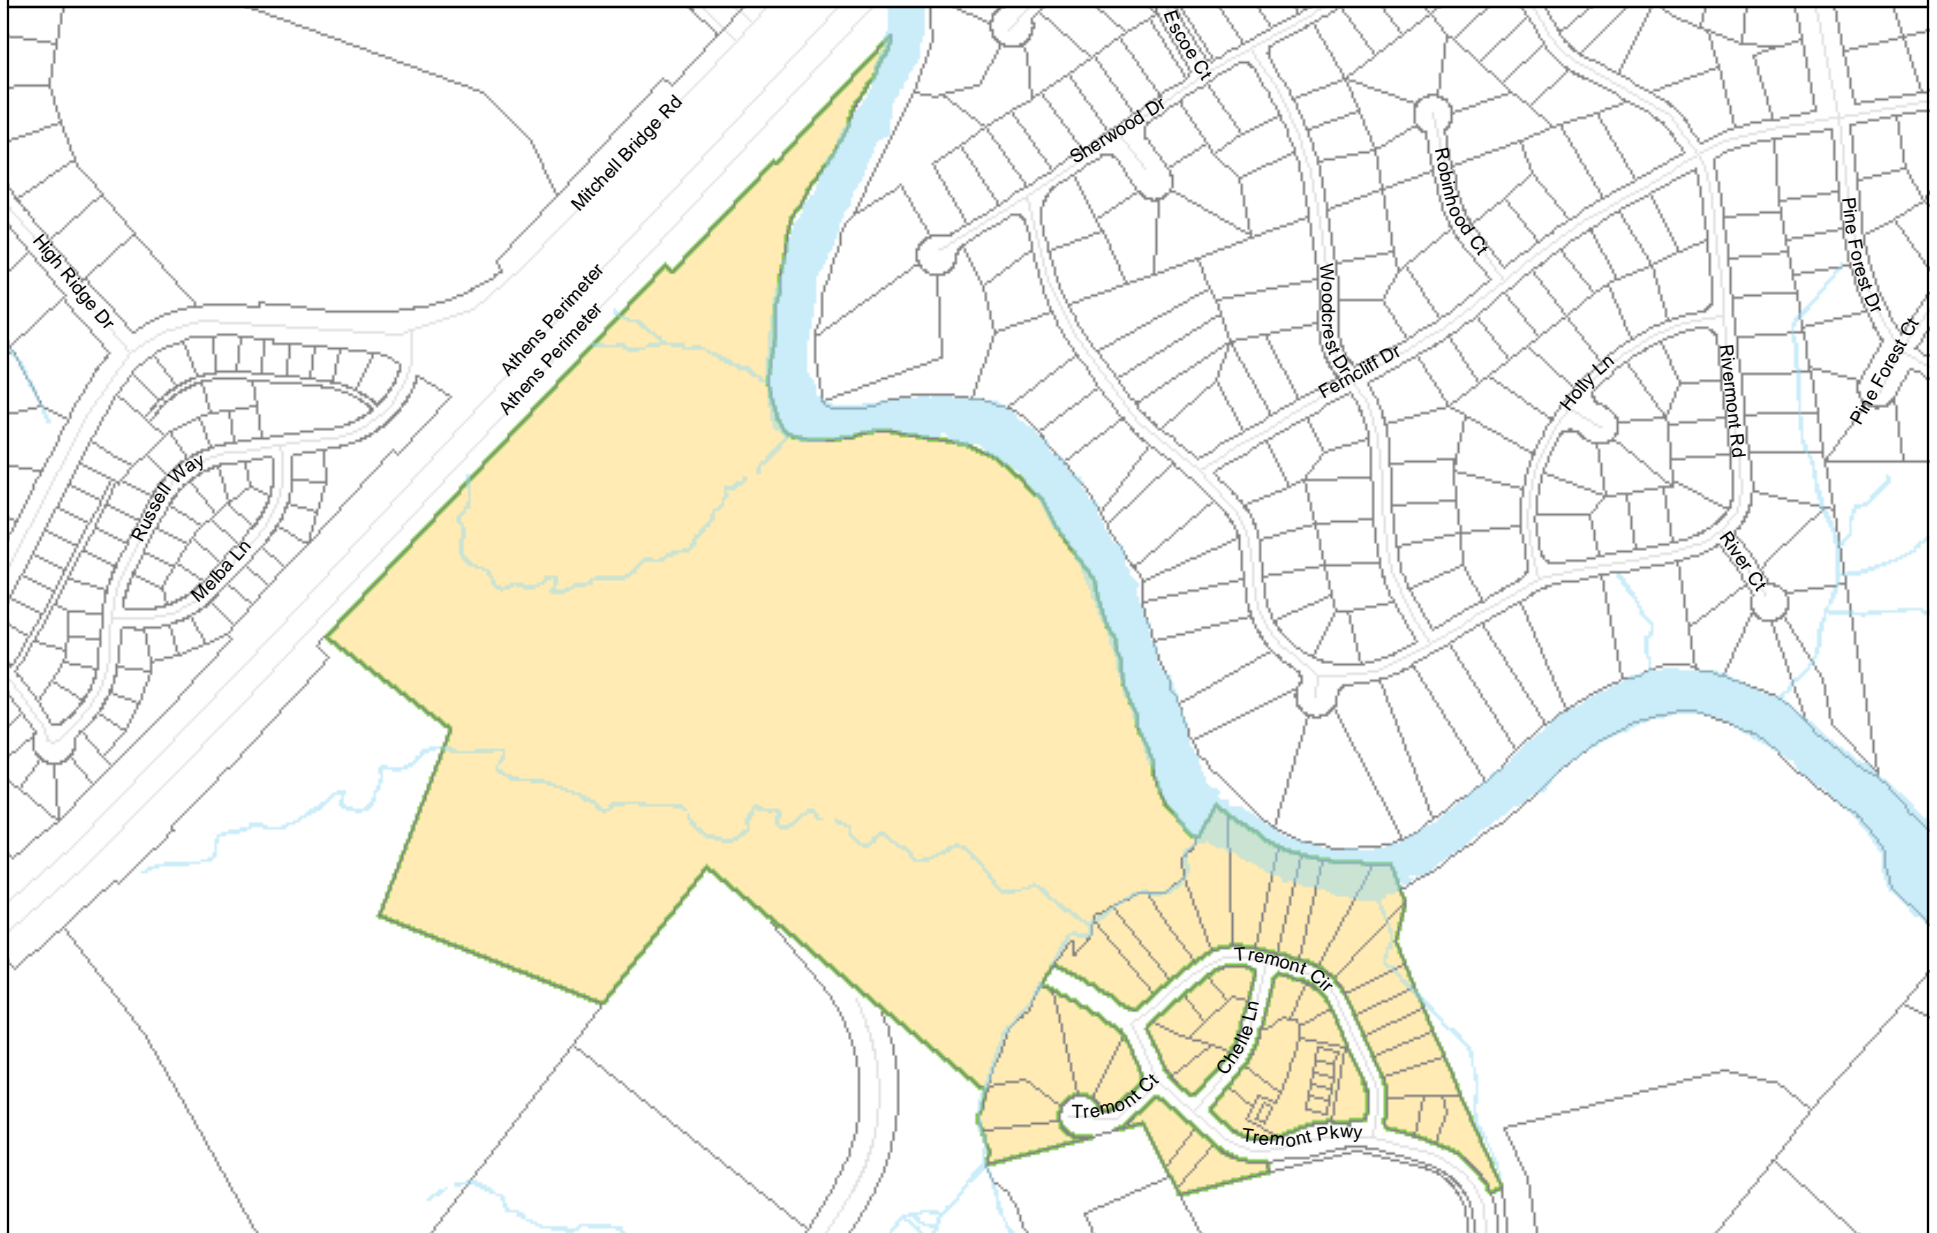 Escoe Ct
Mitchell Bridge Rd
Sherwood Dr
Robinhood Ct
Pine Forest Dr
High Ridge Dr
Athens Perimeter
Athens Perimeter
Woodcrest Dr
Ferncliff Dr
Holly Ln
Rivermont Rd
Pine Forest Ct
Russell Way
Melba Ln
River Ct
Tremont Cir
Chelle Ln
Tremont Ct
Tremont Pkwy